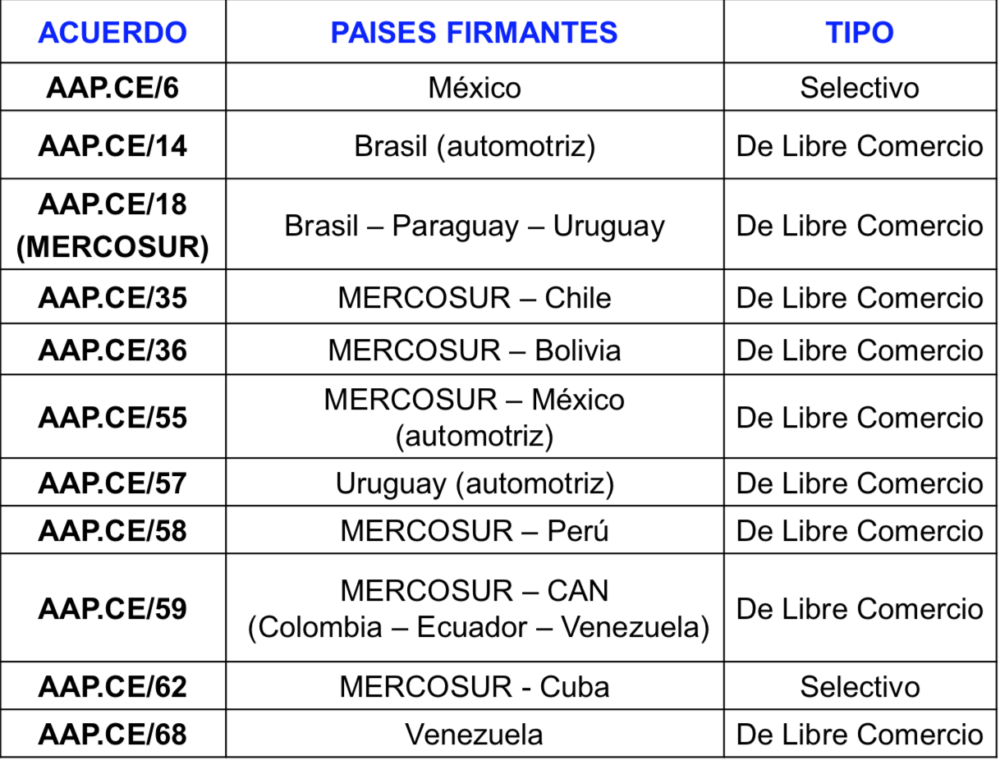 ACUERDO PAISES FIRMANTES TIPO
AAP.CE/6 México Selectivo
AAP.CE/14 Brasil (automotriz) De Libre Comercio
AAP.CE/18
(MERCOSUR) Brasil – Paraguay – Uruguay De Libre Comercio
AAP.CE/35 MERCOSUR – Chile De Libre Comercio
AAP.CE/36 MERCOSUR – Bolivia De Libre Comercio
AAP.CE/55 MERCOSUR – México
(automotriz) De Libre Comercio
AAP.CE/57 Uruguay (automotriz) De Libre Comercio
AAP.CE/58 MERCOSUR – Perú De Libre Comercio
AAP.CE/59 MERCOSUR – CAN
(Colombia – Ecuador – Venezuela) De Libre Comercio
AAP.CE/62 MERCOSUR - Cuba Selectivo
AAP.CE/68 Venezuela De Libre Comercio